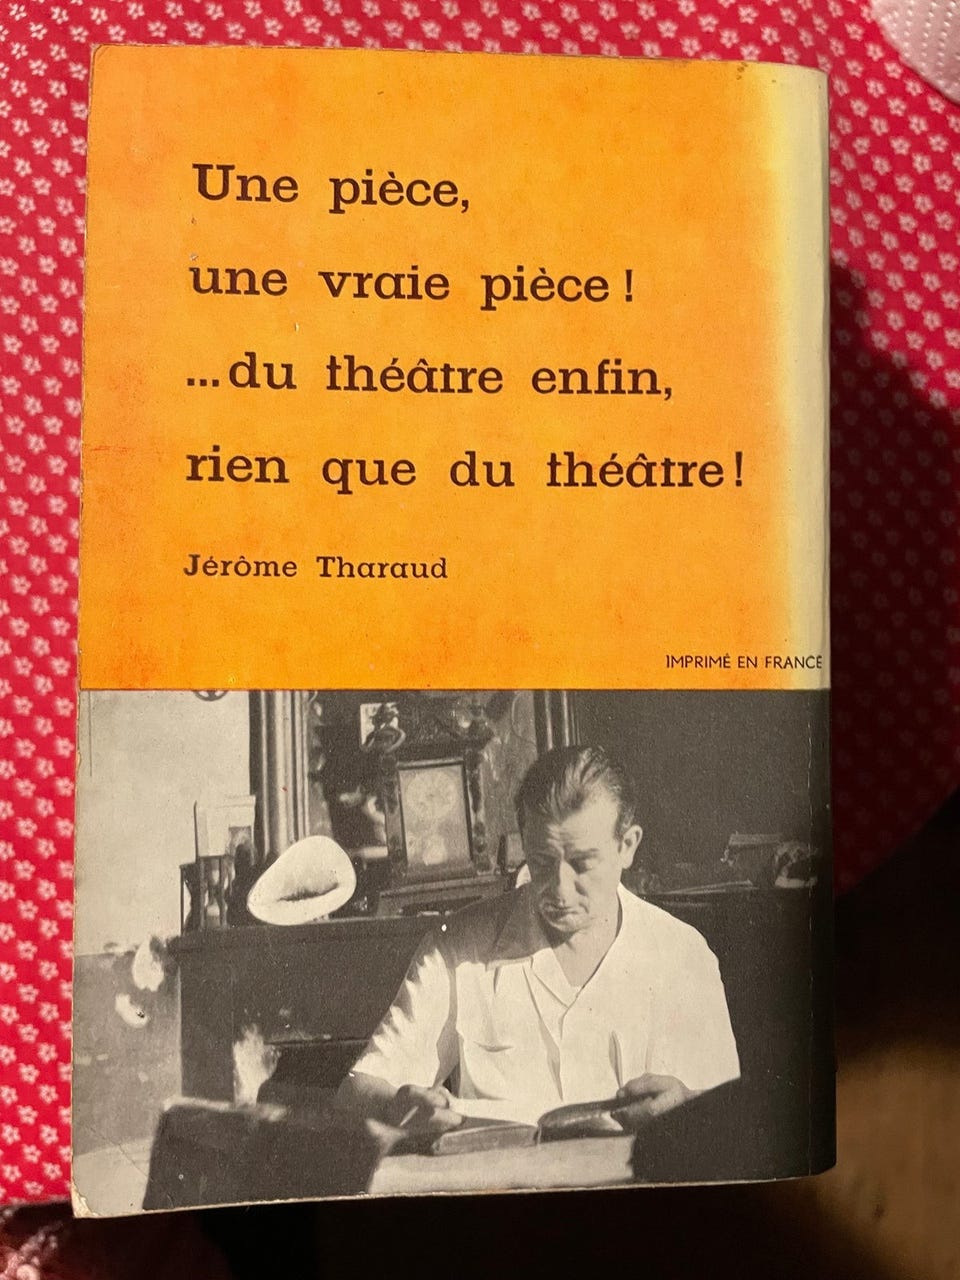 Une pièce,
une vraie pièce !
...du théâtre enfin,
rien que du théâtre !
Jérôme Tharaud
IMPRIMÉ EN FRANCE